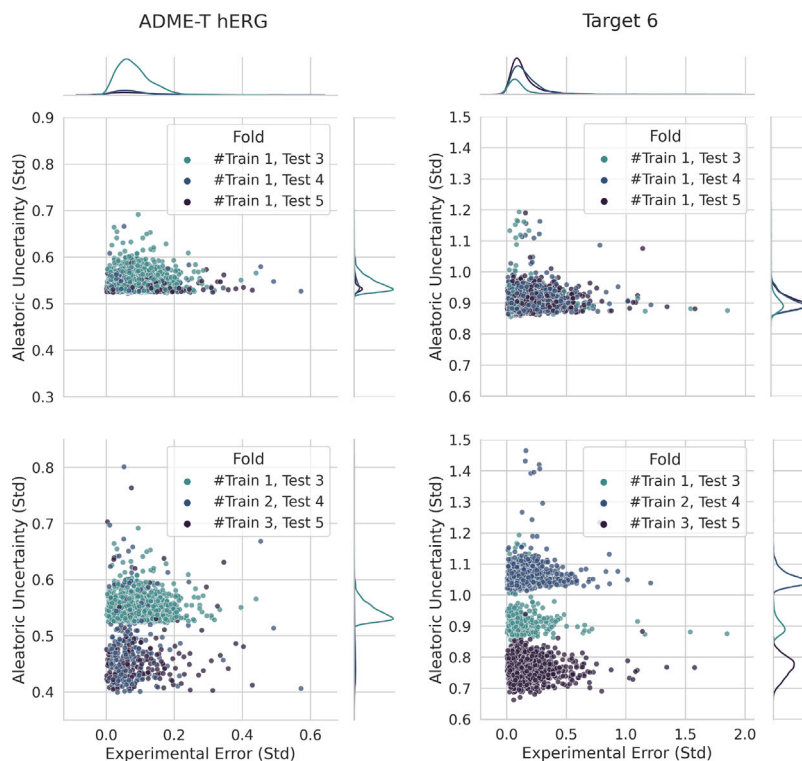 ADME-T hERG
Target 6
0.9
0.8
0.7
0.6
0.5
0.4
0.3
Aleatoric Uncertainty (Std)
Fold
#Train 1, Test 3
#Train 1, Test 4
#Train 1, Test 5
1.5
1.4
1.3
1.2
1.1
1.0
0.9
0.8
0.7
0.6
Aleatoric Uncertainty (Std)
Fold
#Train 1, Test 3
#Train 1, Test 4
#Train 1, Test 5
0.8
0.7
0.6
0.5
0.4
Aleatoric Uncertainty (Std)
Fold
#Train 1, Test 3
#Train 2, Test 4
#Train 3, Test 5
0.0 0.2 0.4 0.6
Experimental Error (Std)
1.5
1.4
1.3
1.2
1.1
1.0
0.9
0.8
0.7
0.6
Aleatoric Uncertainty (Std)
Fold
#Train 1, Test 3
#Train 2, Test 4
#Train 3, Test 5
0.0 0.5 1.0 1.5 2.0
Experimental Error (Std)